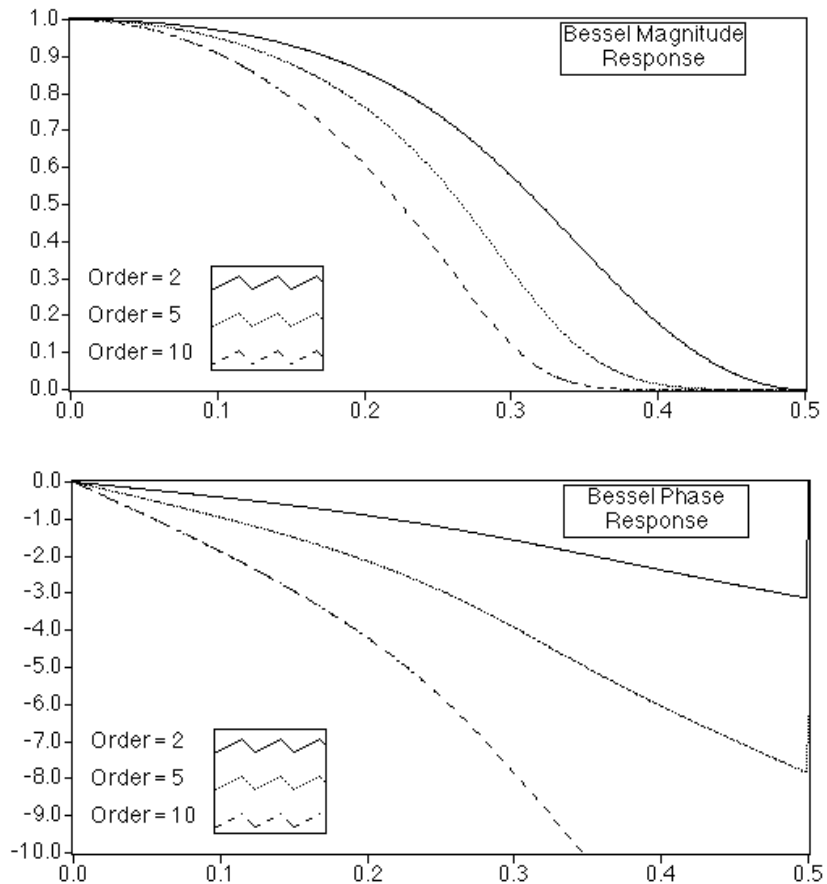 1.0
0.9
0.8
0.7
0.6
0.5
0.4
0.3
0.2
0.1
0.0
Bessel Magnitude
Response
Order = 2
Order = 5
Order = 10
0.0 0.1 0.2 0.3 0.4 0.5
0.0
-1.0
-2.0
-3.0
-4.0
-5.0
-6.0
-7.0
-8.0
-9.0
-10.0
Bessel Phase
Response
Order = 2
Order = 5
Order = 10
0.0 0.1 0.2 0.3 0.4 0.5